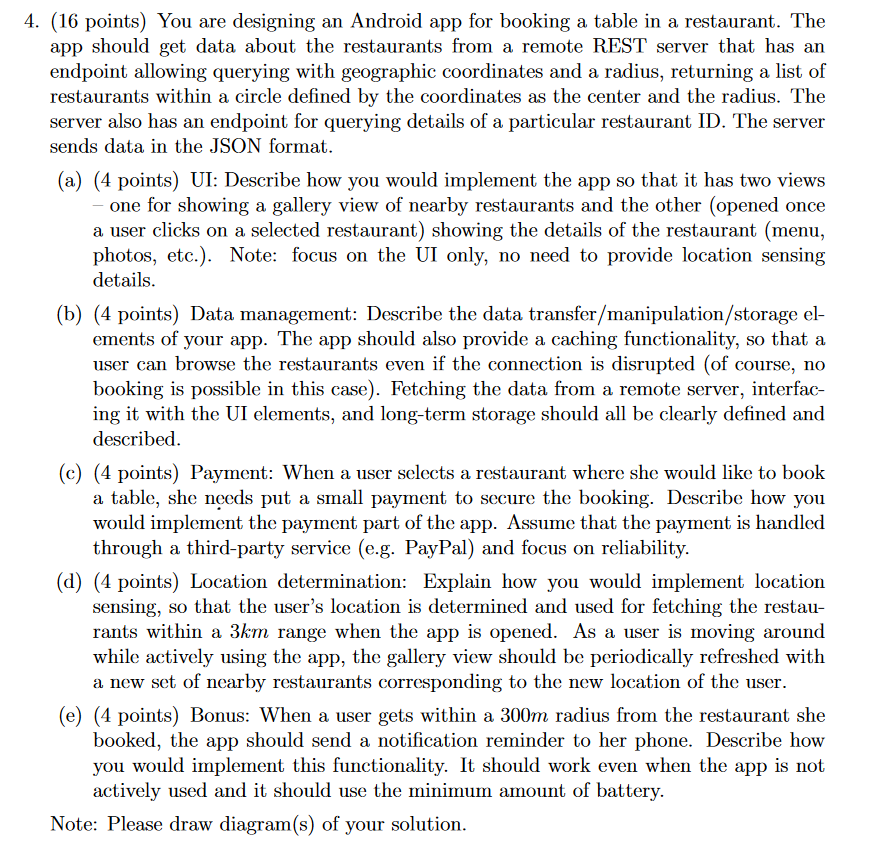 4. (16 points) You are designing an Android app for booking a table in a restaurant. The
app should get data about the restaurants from a remote REST server that has an
endpoint allowing querying with geographic coordinates and a radius, returning a list of
restaurants within a circle defined by the coordinates as the center and the radius. The
server also has an endpoint for querying details of a particular restaurant ID. The server
sends data in the JSON format.
(a) (4 points) UI: Describe how you would implement the app so that it has two views
– one for showing a gallery view of nearby restaurants and the other (opened once
a user clicks on a selected restaurant) showing the details of the restaurant (menu,
photos, etc.). Note: focus on the UI only, no need to provide location sensing
details.
(b) (4 points) Data management: Describe the data transfer/manipulation/storage el-
ements of your app. The app should also provide a caching functionality, so that a
user can browse the restaurants even if the connection is disrupted (of course, no
booking is possible in this case). Fetching the data from a remote server, interfac-
ing it with the UI elements, and long-term storage should all be clearly defined and
described.
(c) (4 points) Payment: When a user selects a restaurant where she would like to book
a table, she needs put a small payment to secure the booking. Describe how you
would implement the payment part of the app. Assume that the payment is handled
through a third-party service (e.g. PayPal) and focus on reliability.
(d) (4 points) Location determination: Explain how you would implement location
sensing, so that the user's location is determined and used for fetching the restau-
rants within a 3km range when the app is opened. As a user is moving around
while actively using the app, the gallery view should be periodically refreshed with
a new set of nearby restaurants corresponding to the new location of the user.
(e) (4 points) Bonus: When a user gets within a 300m radius from the restaurant she
booked, the app should send a notification reminder to her phone. Describe how
you would implement this functionality. It should work even when the app is not
actively used and it should use the minimum amount of battery.
Note: Please draw diagram(s) of your solution.